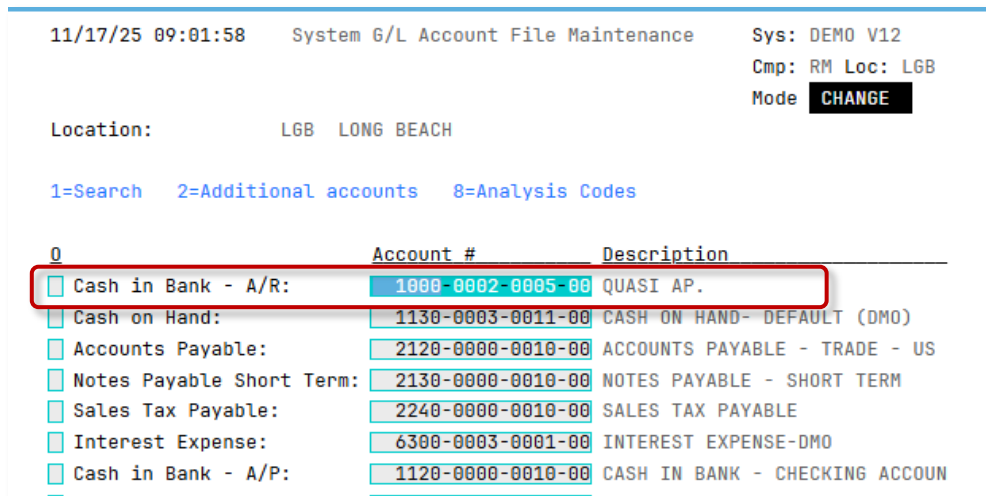 11/17/25 09:01:58 System G/L Account File Maintenance Sys: DEMO V12
Cmp: RM Loc: LGB
Mode CHANGE
Location: LGB LONG BEACH
1=Search 2=Additional accounts 8=Analysis Codes
O Account # Description
Cash in Bank - A/R: 1000-0002-0005-00 QUASI AP.
Cash on Hand: 1130-0003-0011-00 CASH ON HAND- DEFAULT (DMO)
Accounts Payable: 2120-0000-0010-00 ACCOUNTS PAYABLE - TRADE - US
Notes Payable Short Term: 2130-0000-0010-00 NOTES PAYABLE - SHORT TERM
Sales Tax Payable: 2240-0000-0010-00 SALES TAX PAYABLE
Interest Expense: 6300-0003-0001-00 INTEREST EXPENSE-DMO
Cash in Bank - A/P: 1120-0000-0010-00 CASH IN BANK - CHECKING ACCOUN